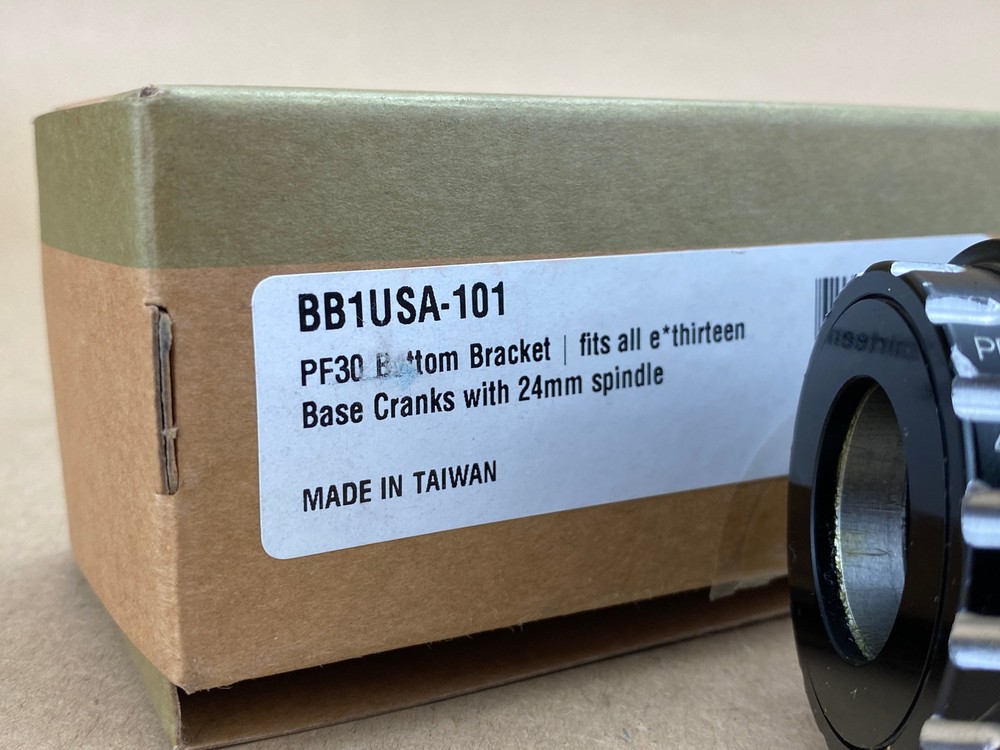 BB1USA-101
PF30 Bottom Bracket | fits all e*thirteen
Base Cranks with 24mm spindle
MADE IN TAIWAN